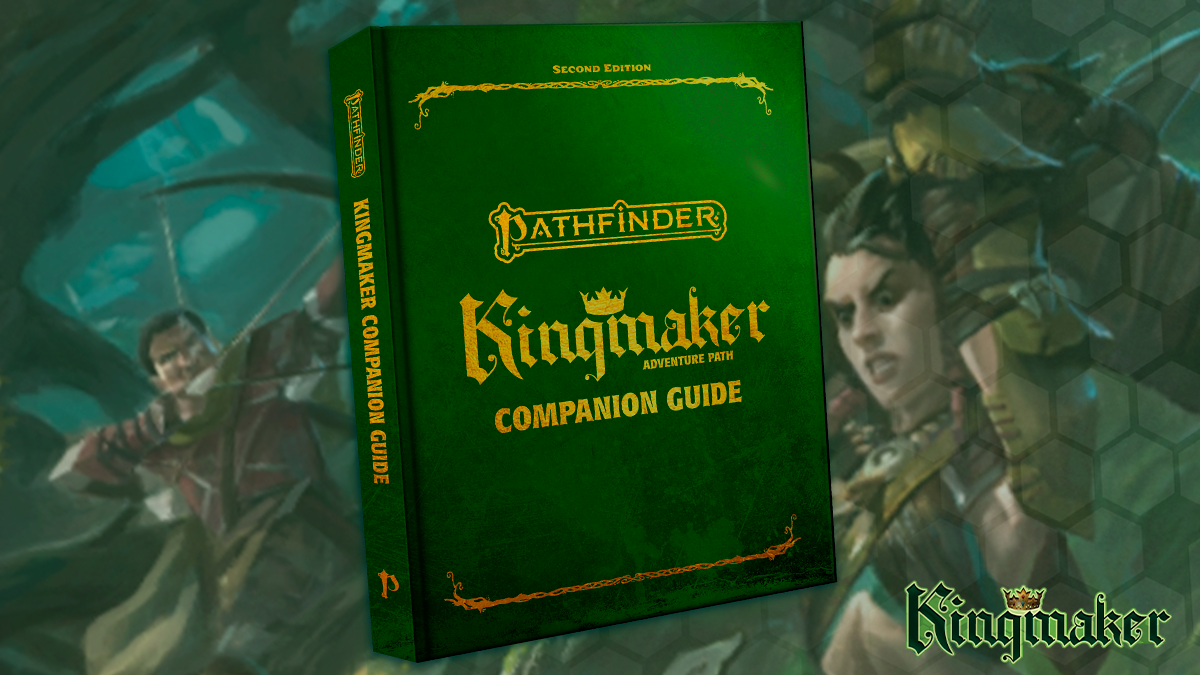 Second Edition
PATHFINDER
Kingmaker
ADVENTURE PATH
COMPANION GUIDE
PATHFINDER
KINGMAKER COMPANION GUIDE
P
Kingmaker